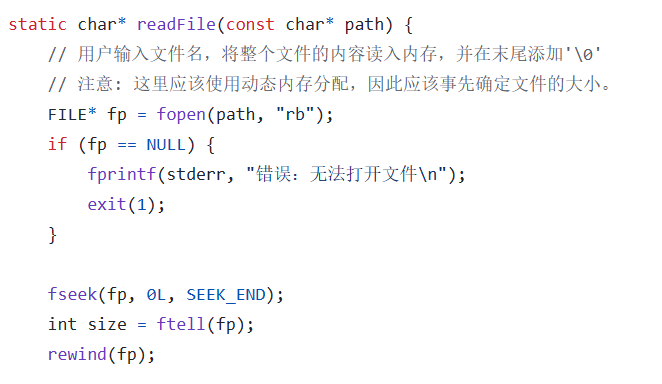 static char* readFile(const char* path) {
    // 用户输入文件名，将整个文件的内容读入内存，并在末尾添加'\0'
    // 注意: 这里应该使用动态内存分配，因此应该事先确定文件的大小。
    FILE* fp = fopen(path, "rb");
    if (fp == NULL) {
        fprintf(stderr, "错误：无法打开文件\n");
        exit(1);
    }
    fseek(fp, 0L, SEEK_END);
    int size = ftell(fp);
    rewind(fp);